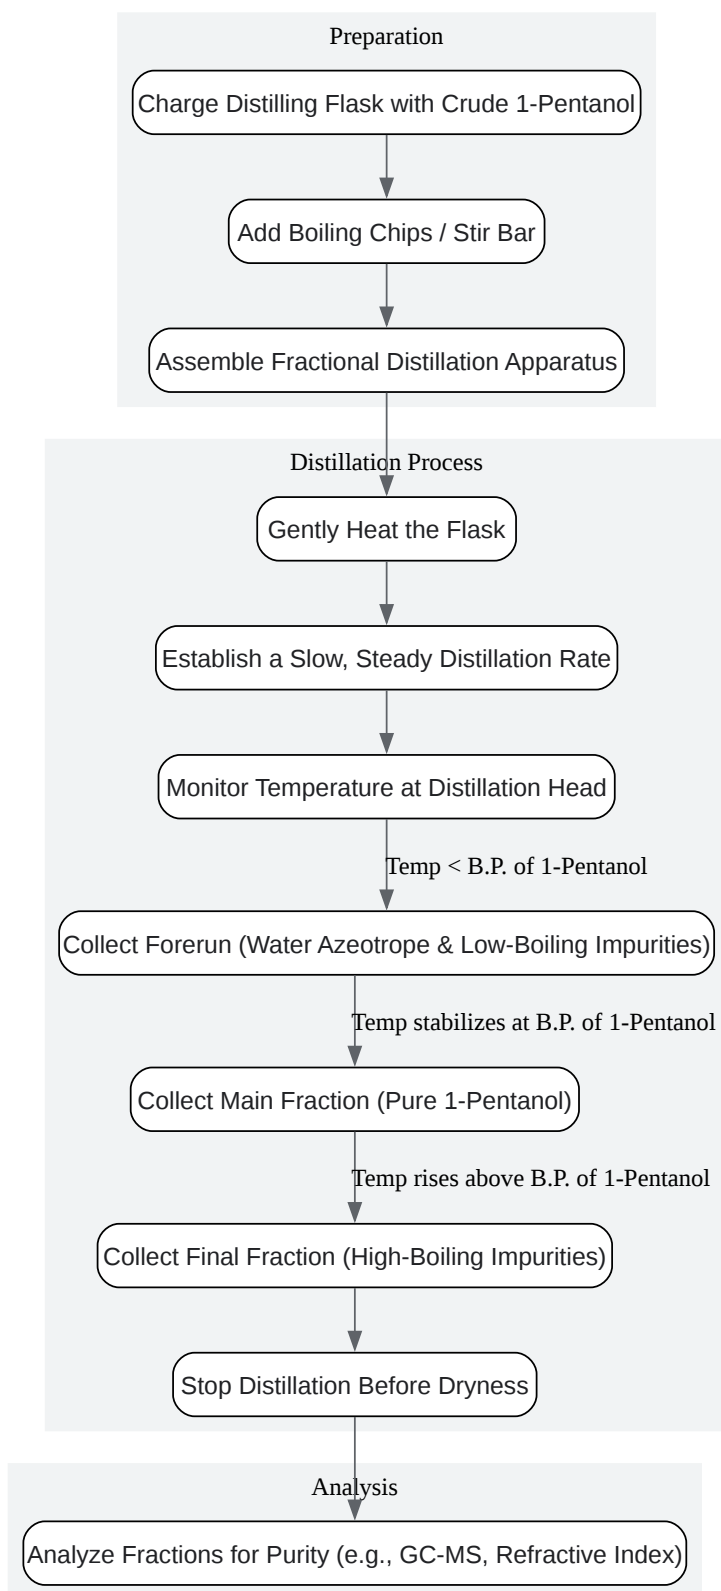 Preparation
Charge Distilling Flask with Crude 1-Pentanol
Add Boiling Chips / Stir Bar
Assemble Fractional Distillation Apparatus
Distillation Process
Gently Heat the Flask
Establish a Slow, Steady Distillation Rate
Monitor Temperature at Distillation Head
Temp < B.P. of 1-Pentanol
Collect Forerun (Water Azeotrope & Low-Boiling Impurities)
Temp stabilizes at B.P. of 1-Pentanol
Collect Main Fraction (Pure 1-Pentanol)
Temp rises above B.P. of 1-Pentanol
Collect Final Fraction (High-Boiling Impurities)
Stop Distillation Before Dryness
Analysis
Analyze Fractions for Purity (e.g., GC-MS, Refractive Index)